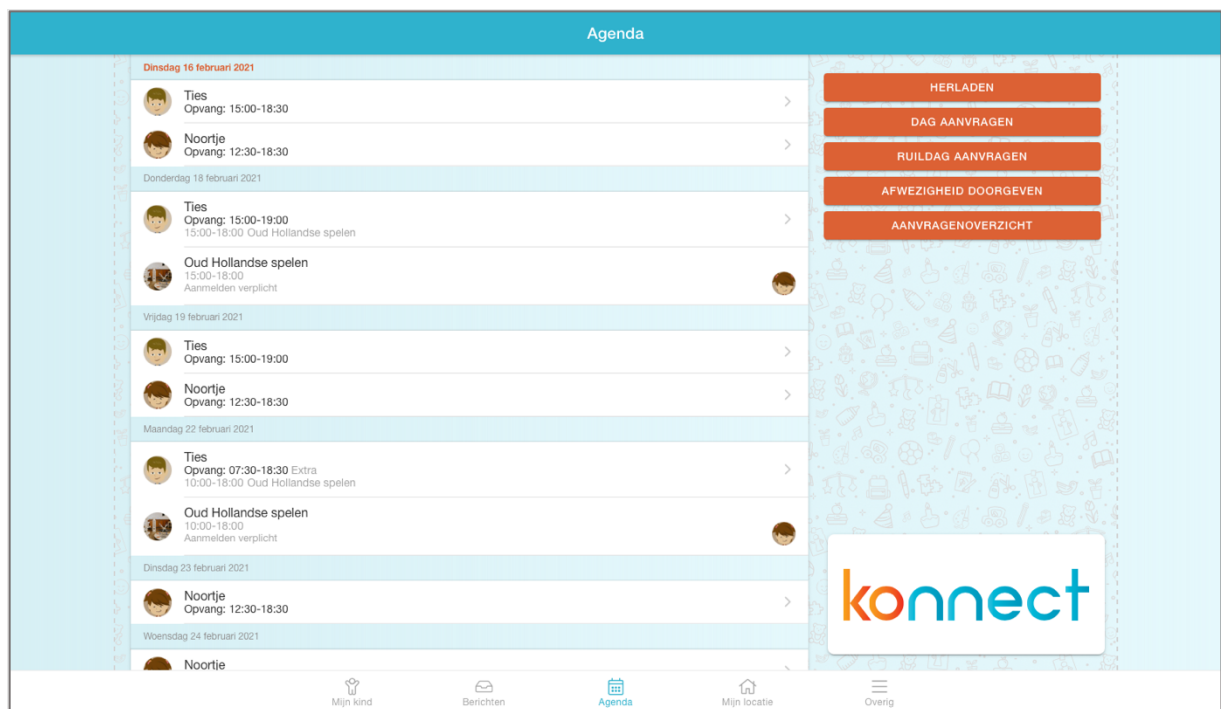 Agenda
Dinsdag 16 februari 2021
Ties
Opvang: 15:00-18:30
Noortje
Opvang: 12:30-18:30
Donderdag 18 februari 2021
Ties
Opvang: 15:00-19:00
15:00-18:00 Oud Hollandse spelen
Oud Hollandse spelen
15:00-18:00
Aanmelden verplicht
Vrijdag 19 februari 2021
Ties
Opvang: 15:00-19:00
Noortje
Opvang: 12:30-18:30
Maandag 22 februari 2021
Ties
Opvang: 07:30-18:30 Extra
10:00-18:00 Oud Hollandse spelen
Oud Hollandse spelen
10:00-18:00
Aanmelden verplicht
Dinsdag 23 februari 2021
Noortje
Opvang: 12:30-18:30
Woensdag 24 februari 2021
Noortje
HERLADEN
DAG AANVRAGEN
RUILDAG AANVRAGEN
AFWEZIGHEID DOORGEVEN
AANVRAGENOVERZICHT
konnect
Mijn kind
Berichten
Agenda
Mijn locatie
Overig